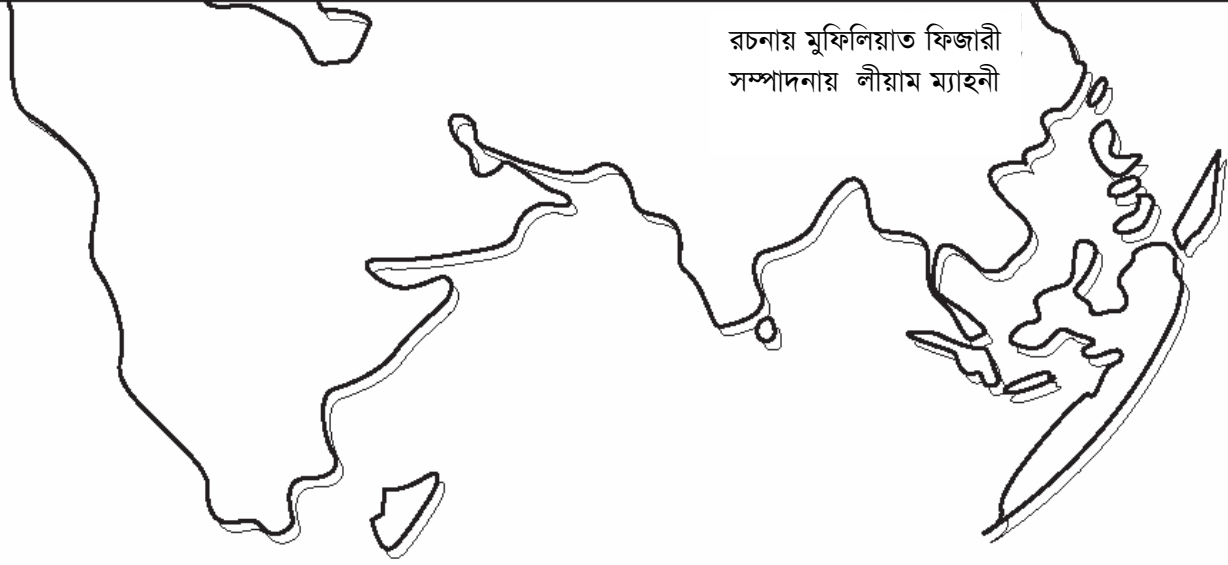 রচনায় মুফিলিয়াত ফিজারী
সম্পাদনায় লীয়াম ম্যাহনী